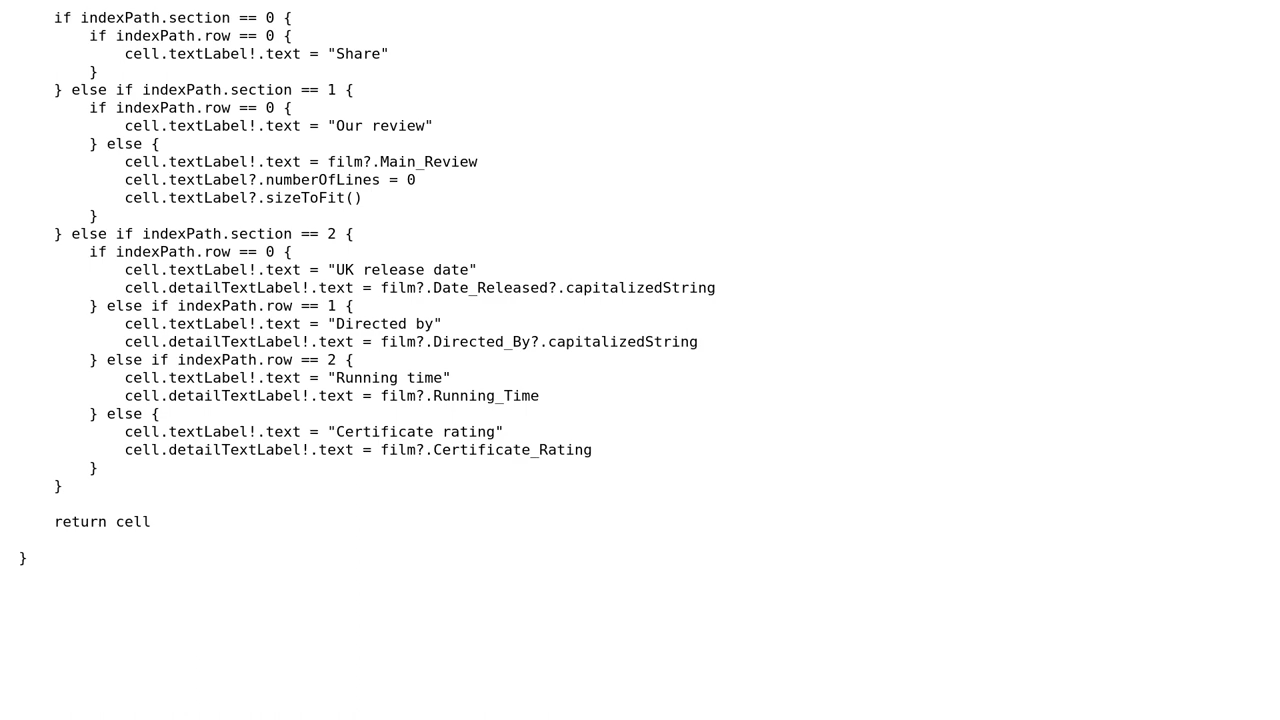 if indexPath.section == 0 {
if indexPath.row == 0 {
cell.textLabel!.text = "Share"
}
} else if indexPath.section == 1 {
if indexPath.row == 0 {
cell.textLabel!.text = "Our review"
} else {
cell.textLabel!.text = film?.Main_Review
cell.textLabel?.numberOfLines = 0
cell.textLabel?.sizeToFit()
}
} else if indexPath.section == 2 {
if indexPath.row == 0 {
cell.textLabel!.text = "UK release date"
cell.detailTextLabel!.text = film?.Date_Released?.capitalizedString
} else if indexPath.row == 1 {
cell.textLabel!.text = "Directed by"
cell.detailTextLabel!.text = film?.Directed_By?.capitalizedString
} else if indexPath.row == 2 {
cell.textLabel!.text = "Running time"
cell.detailTextLabel!.text = film?.Running_Time
} else {
cell.textLabel!.text = "Certificate rating"
cell.detailTextLabel!.text = film?.Certificate_Rating
}
}
return cell
}